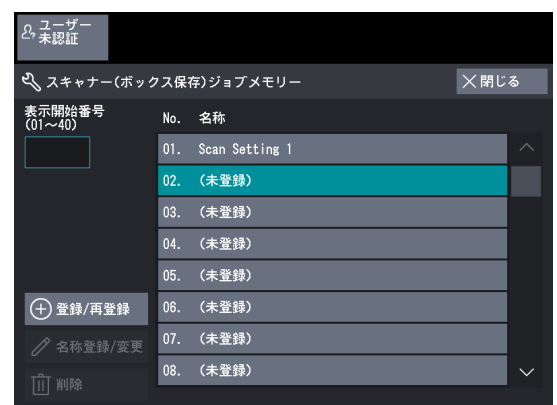 ユーザー
未認証
スキャナー(ボックス保存)ジョブメモリー
閉じる
表示開始番号
(01～40)
No. 名称
01. Scan Setting 1
02. (未登録)
03. (未登録)
04. (未登録)
05. (未登録)
06. (未登録)
07. (未登録)
08. (未登録)
登録/再登録
名称登録/変更
削除